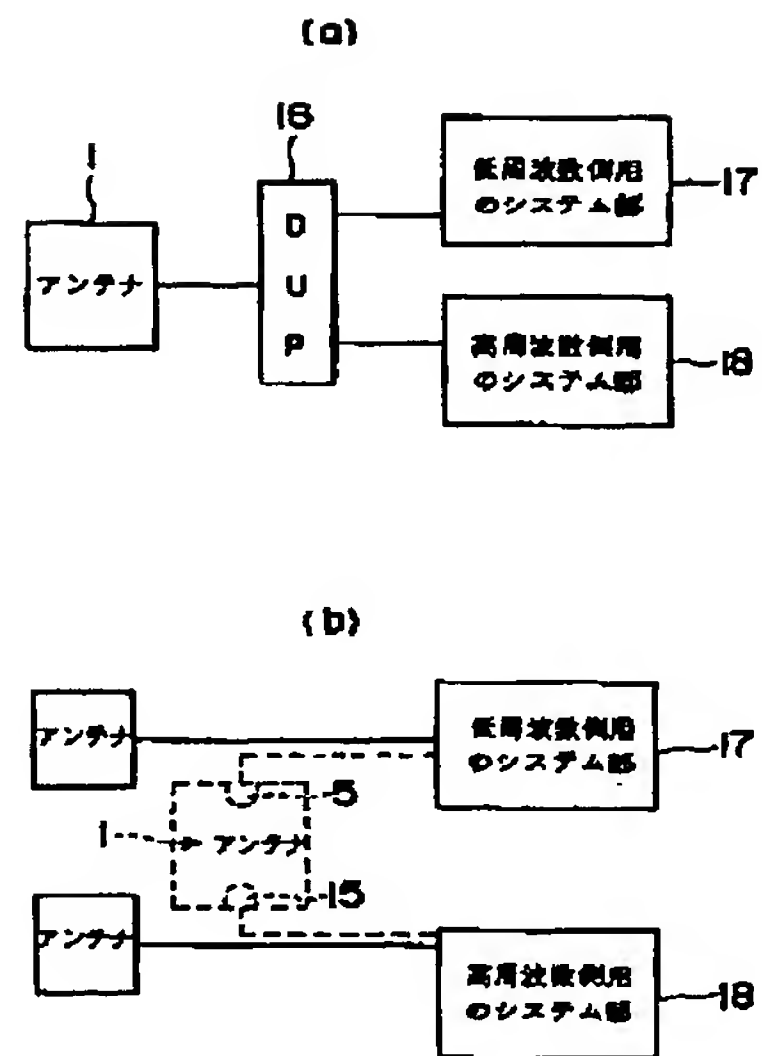 (a)
16
1
アンテナ
D
U
P
低周波数側用
のシステム部
17
高周波数側用
のシステム部
18
(b)
アンテナ
低周波数側用
のシステム部
17
5
1
アンテナ
15
アンテナ
高周波数側用
のシステム部
18